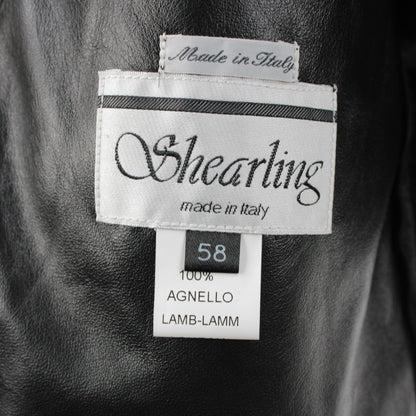 Made in Italy
Shearling
made in Italy
58
100%
AGNELLO
LAMB-LAMM